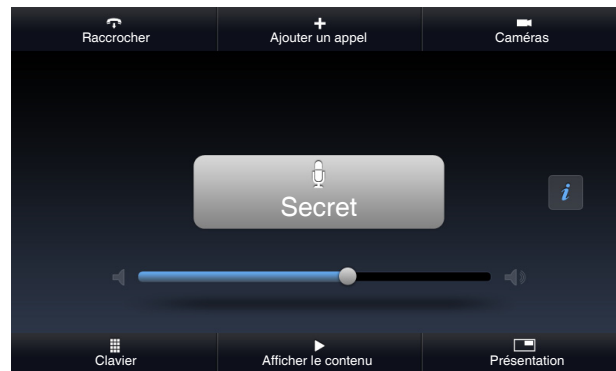 Raccrocher
Ajouter un appel
Caméras
Secret
i
Clavier
Afficher le contenu
Présentation